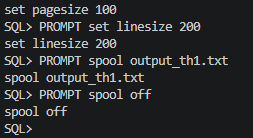 set pagesize 100
SQL> PROMPT set linesize 200
set linesize 200
SQL> PROMPT spool output_th1.txt
spool output_th1.txt
SQL> PROMPT spool off
spool off
SQL>